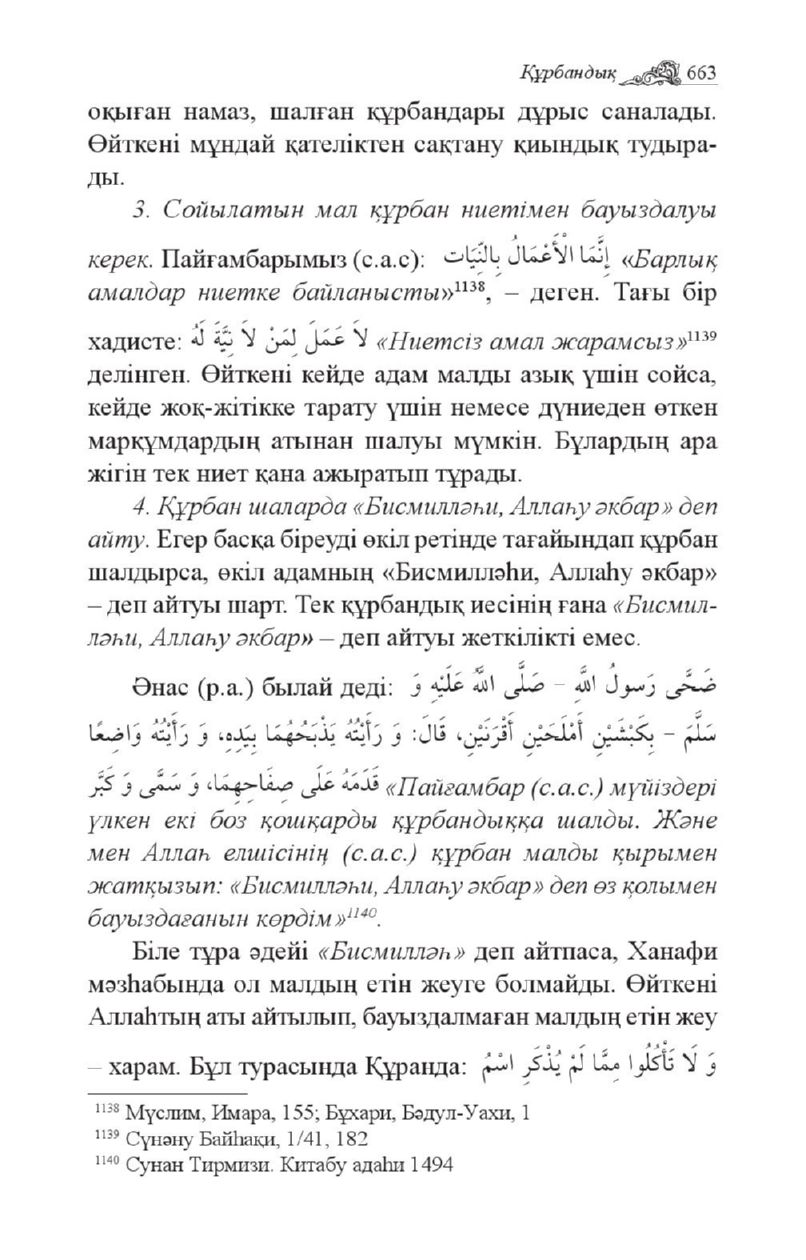 Құрбандық 663
оқыған намаз, шалған құрбандары дұрыс саналады.
Өйткені мұндай қателіктен сақтану қиындық тудыра-
ды.
3. Сойылатын мал құрбан ниетімен бауыздалуы
керек. Пайғамбарымыз (с.а.с): إِنَّمَا الْأَعْمَالُ بِالنِّيَّات «Барлық
амалдар ниетке байланысты»¹¹³⁸, – деген. Тағы бір
хадисте: لاَ عَمَلَ لِمَنْ لاَ نِيَّةَ لَهُ «Ниетсіз амал жарамсыз»¹¹³⁹
делінген. Өйткені кейде адам малды азық үшін сойса,
кейде жоқ-жітікке тарату үшін немесе дүниеден өткен
марқұмдардың атынан шалуы мүмкін. Бұлардың ара
жігін тек ниет қана ажыратып тұрады.
4. Құрбан шаларда «Бисмилләһи, Аллаһу әкбар» деп
айту. Егер басқа біреуді өкіл ретінде тағайындап құрбан
шалдырса, өкіл адамның «Бисмилләһи, Аллаһу әкбар»
– деп айтуы шарт. Тек құрбандық иесінің ғана «Бисмил-
ләһи, Аллаһу әкбар» – деп айтуы жеткілікті емес.
Әнас (р.а.) былай деді: ضَحَّى رَسولُ اللَّهِ – صَلَّى اللَّهُ عَلَيْهِ وَ
سَلَّمَ – بِكَبْشَيْنِ أَمْلَحَيْنِ أَقْرَنَيْنِ، قَالَ: وَ رَأَيْتُهُ يَذْبَحُهُمَا بِيَدِهِ، وَ رَأَيْتُهُ وَاضِعًا
قَدَمَهُ عَلَى صِفَاحِهِمَا، وَ سَمَّى وَ كَبَّرَ «Пайғамбар (с.а.с.) мүйіздері
үлкен екі боз қошқарды құрбандыққа шалды. Және
мен Аллаһ елшісінің (с.а.с.) құрбан малды қырымен
жатқызып: «Бисмилләһи, Аллаһу әкбар» деп өз қолымен
бауыздағанын көрдім»¹¹⁴⁰.
Біле тұра әдейі «Бисмилләһ» деп айтпаса, Ханафи
мәзһабында ол малдың етін жеуге болмайды. Өйткені
Аллаһтың аты айтылып, бауыздалмаған малдың етін жеу
– харам. Бұл турасында Құранда: وَ لَا تَأْكُلُوا مِمَّا لَمْ يُذْكَرِ اسْمُ
¹¹³⁸ Мүслим, Имара, 155; Бұхари, Бәдул-Уахи, 1
¹¹³⁹ Сүнәну Байһақи, 1/41, 182
¹¹⁴⁰ Сунан Тирмизи. Китабу адаһи 1494